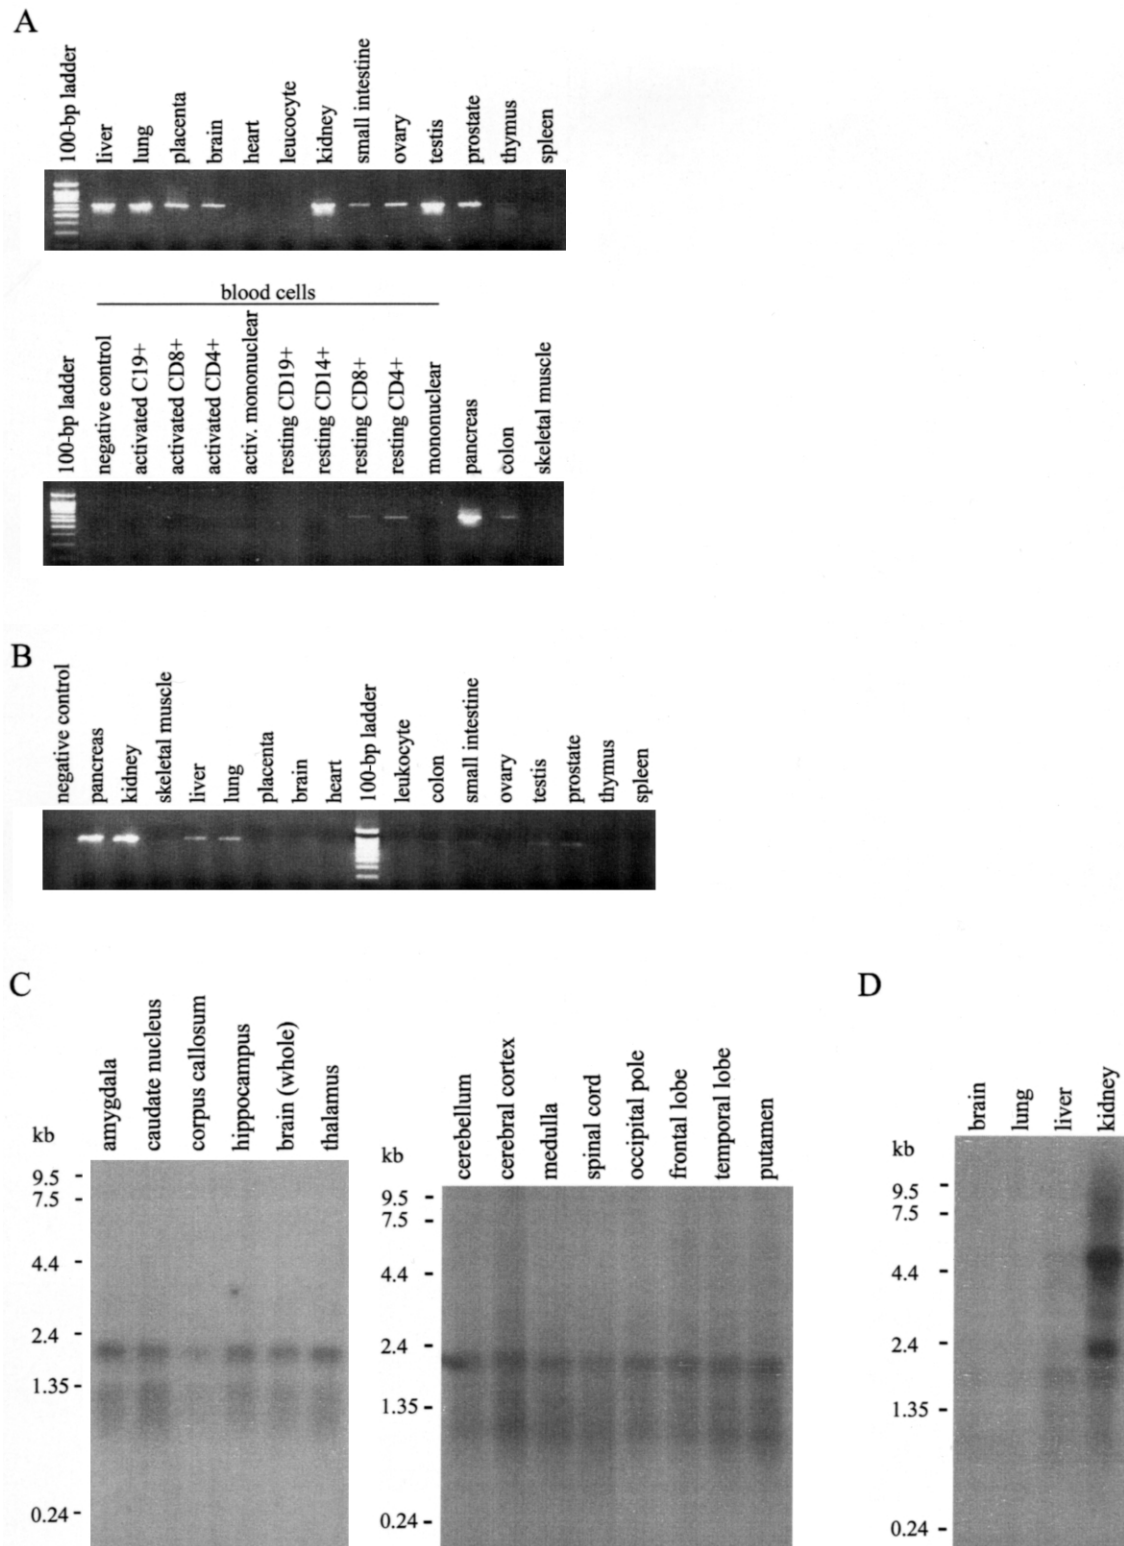 A
100-bp ladder
liver
lung
placenta
brain
heart
leucocyte
kidney
small intestine
ovary
testis
prostate
thymus
spleen
blood cells
100-bp ladder
negative control
activated C19+
activated CD8+
activated CD4+
activ. mononuclear
resting CD19+
resting CD14+
resting CD8+
resting CD4+
mononuclear
pancreas
colon
skeletal muscle
B
negative control
pancreas
kidney
skeletal muscle
liver
lung
placenta
brain
heart
100-bp ladder
leukocyte
colon
small intestine
ovary
testis
prostate
thymus
spleen
C
kb
amygdala
caudate nucleus
corpus callosum
hippocampus
brain (whole)
thalamus
9.5 -
7.5 -
4.4 -
2.4 -
1.35 -
0.24 -
kb
cerebellum
cerebral cortex
medulla
spinal cord
occipital pole
frontal lobe
temporal lobe
putamen
9.5 -
7.5 -
4.4 -
2.4 -
1.35 -
0.24 -
D
kb
brain
lung
liver
kidney
9.5 -
7.5 -
4.4 -
2.4 -
1.35 -
0.24 -